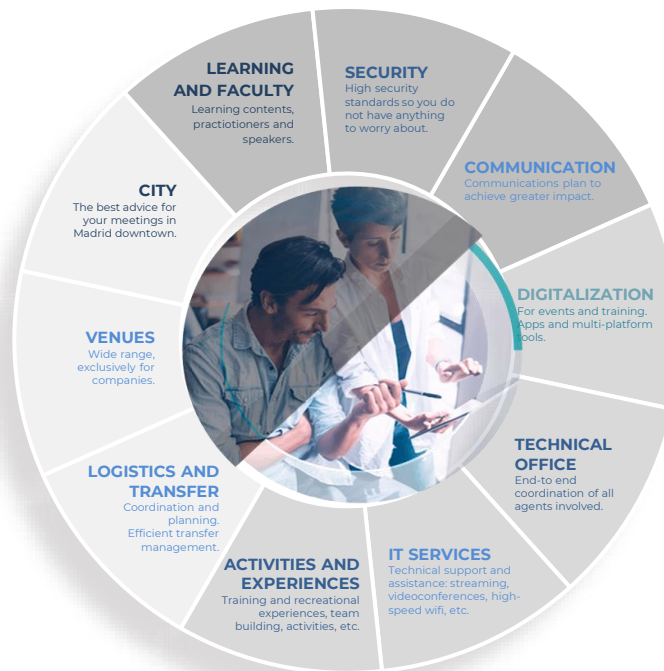 LEARNING
AND FACULTY
Learning contents,
practiotioners and
speakers.
SECURITY
High security
standards so you do
not have anything
to worry about.
COMMUNICATION
Communications plan to
achieve greater impact.
DIGITALIZATION
For events and training.
Apps and multi-platform
tools.
TECHNICAL
OFFICE
End-to end
coordination of all
agents involved.
IT SERVICES
Technical support and
assistance: streaming,
videoconferences, high-
speed wifi, etc.
ACTIVITIES AND
EXPERIENCES
Training and recreational
experiences, team
building, activities, etc.
LOGISTICS AND
TRANSFER
Coordination and
planning.
Efficient transfer
management.
VENUES
Wide range,
exclusively for
companies.
CITY
The best advice for
your meetings in
Madrid downtown.